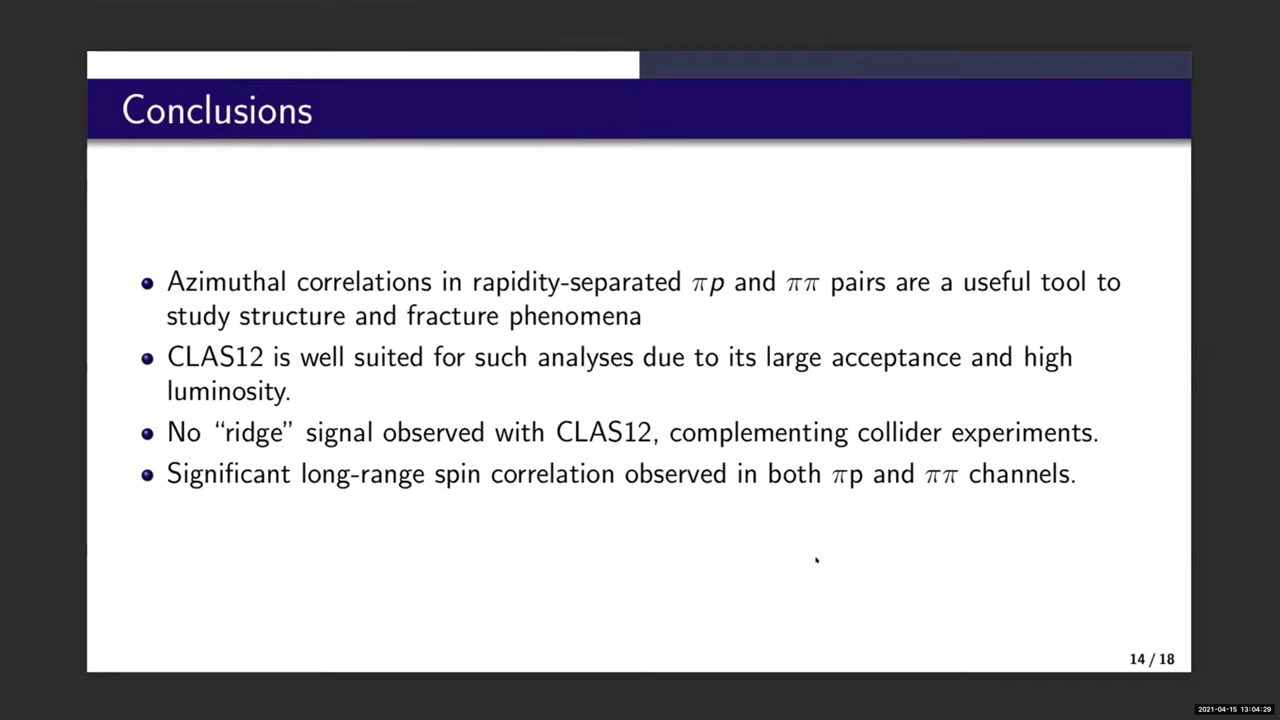 Conclusions
Azimuthal correlations in rapidity-separated πp and ππ pairs are a useful tool to
study structure and fracture phenomena
CLAS12 is well suited for such analyses due to its large acceptance and high
luminosity.
No “ridge” signal observed with CLAS12, complementing collider experiments.
Significant long-range spin correlation observed in both πp and ππ channels.
14 / 18
2021-04-15 13:04:29